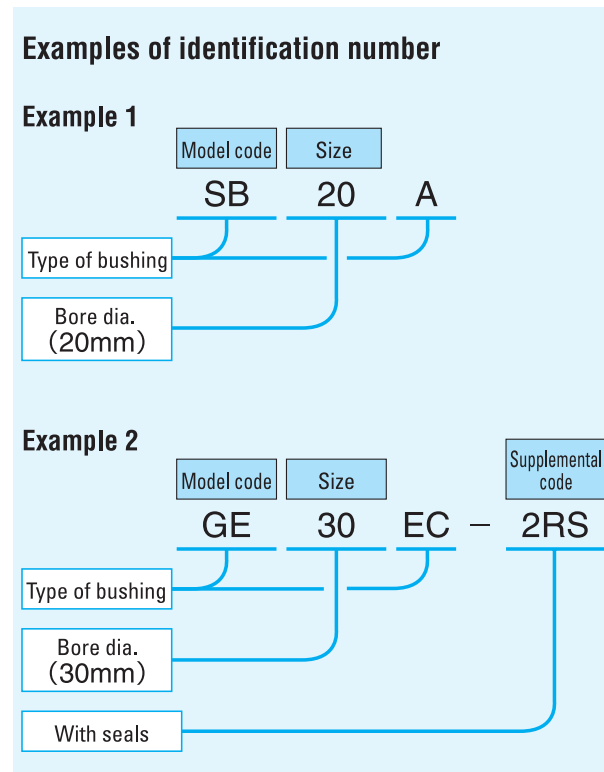 Examples of identification number
Example 1
Model code Size
SB 20 A
Type of bushing
Bore dia.
(20mm)
Example 2
Model code Size Supplemental
code
GE 30 EC – 2RS
Type of bushing
Bore dia.
(30mm)
With seals